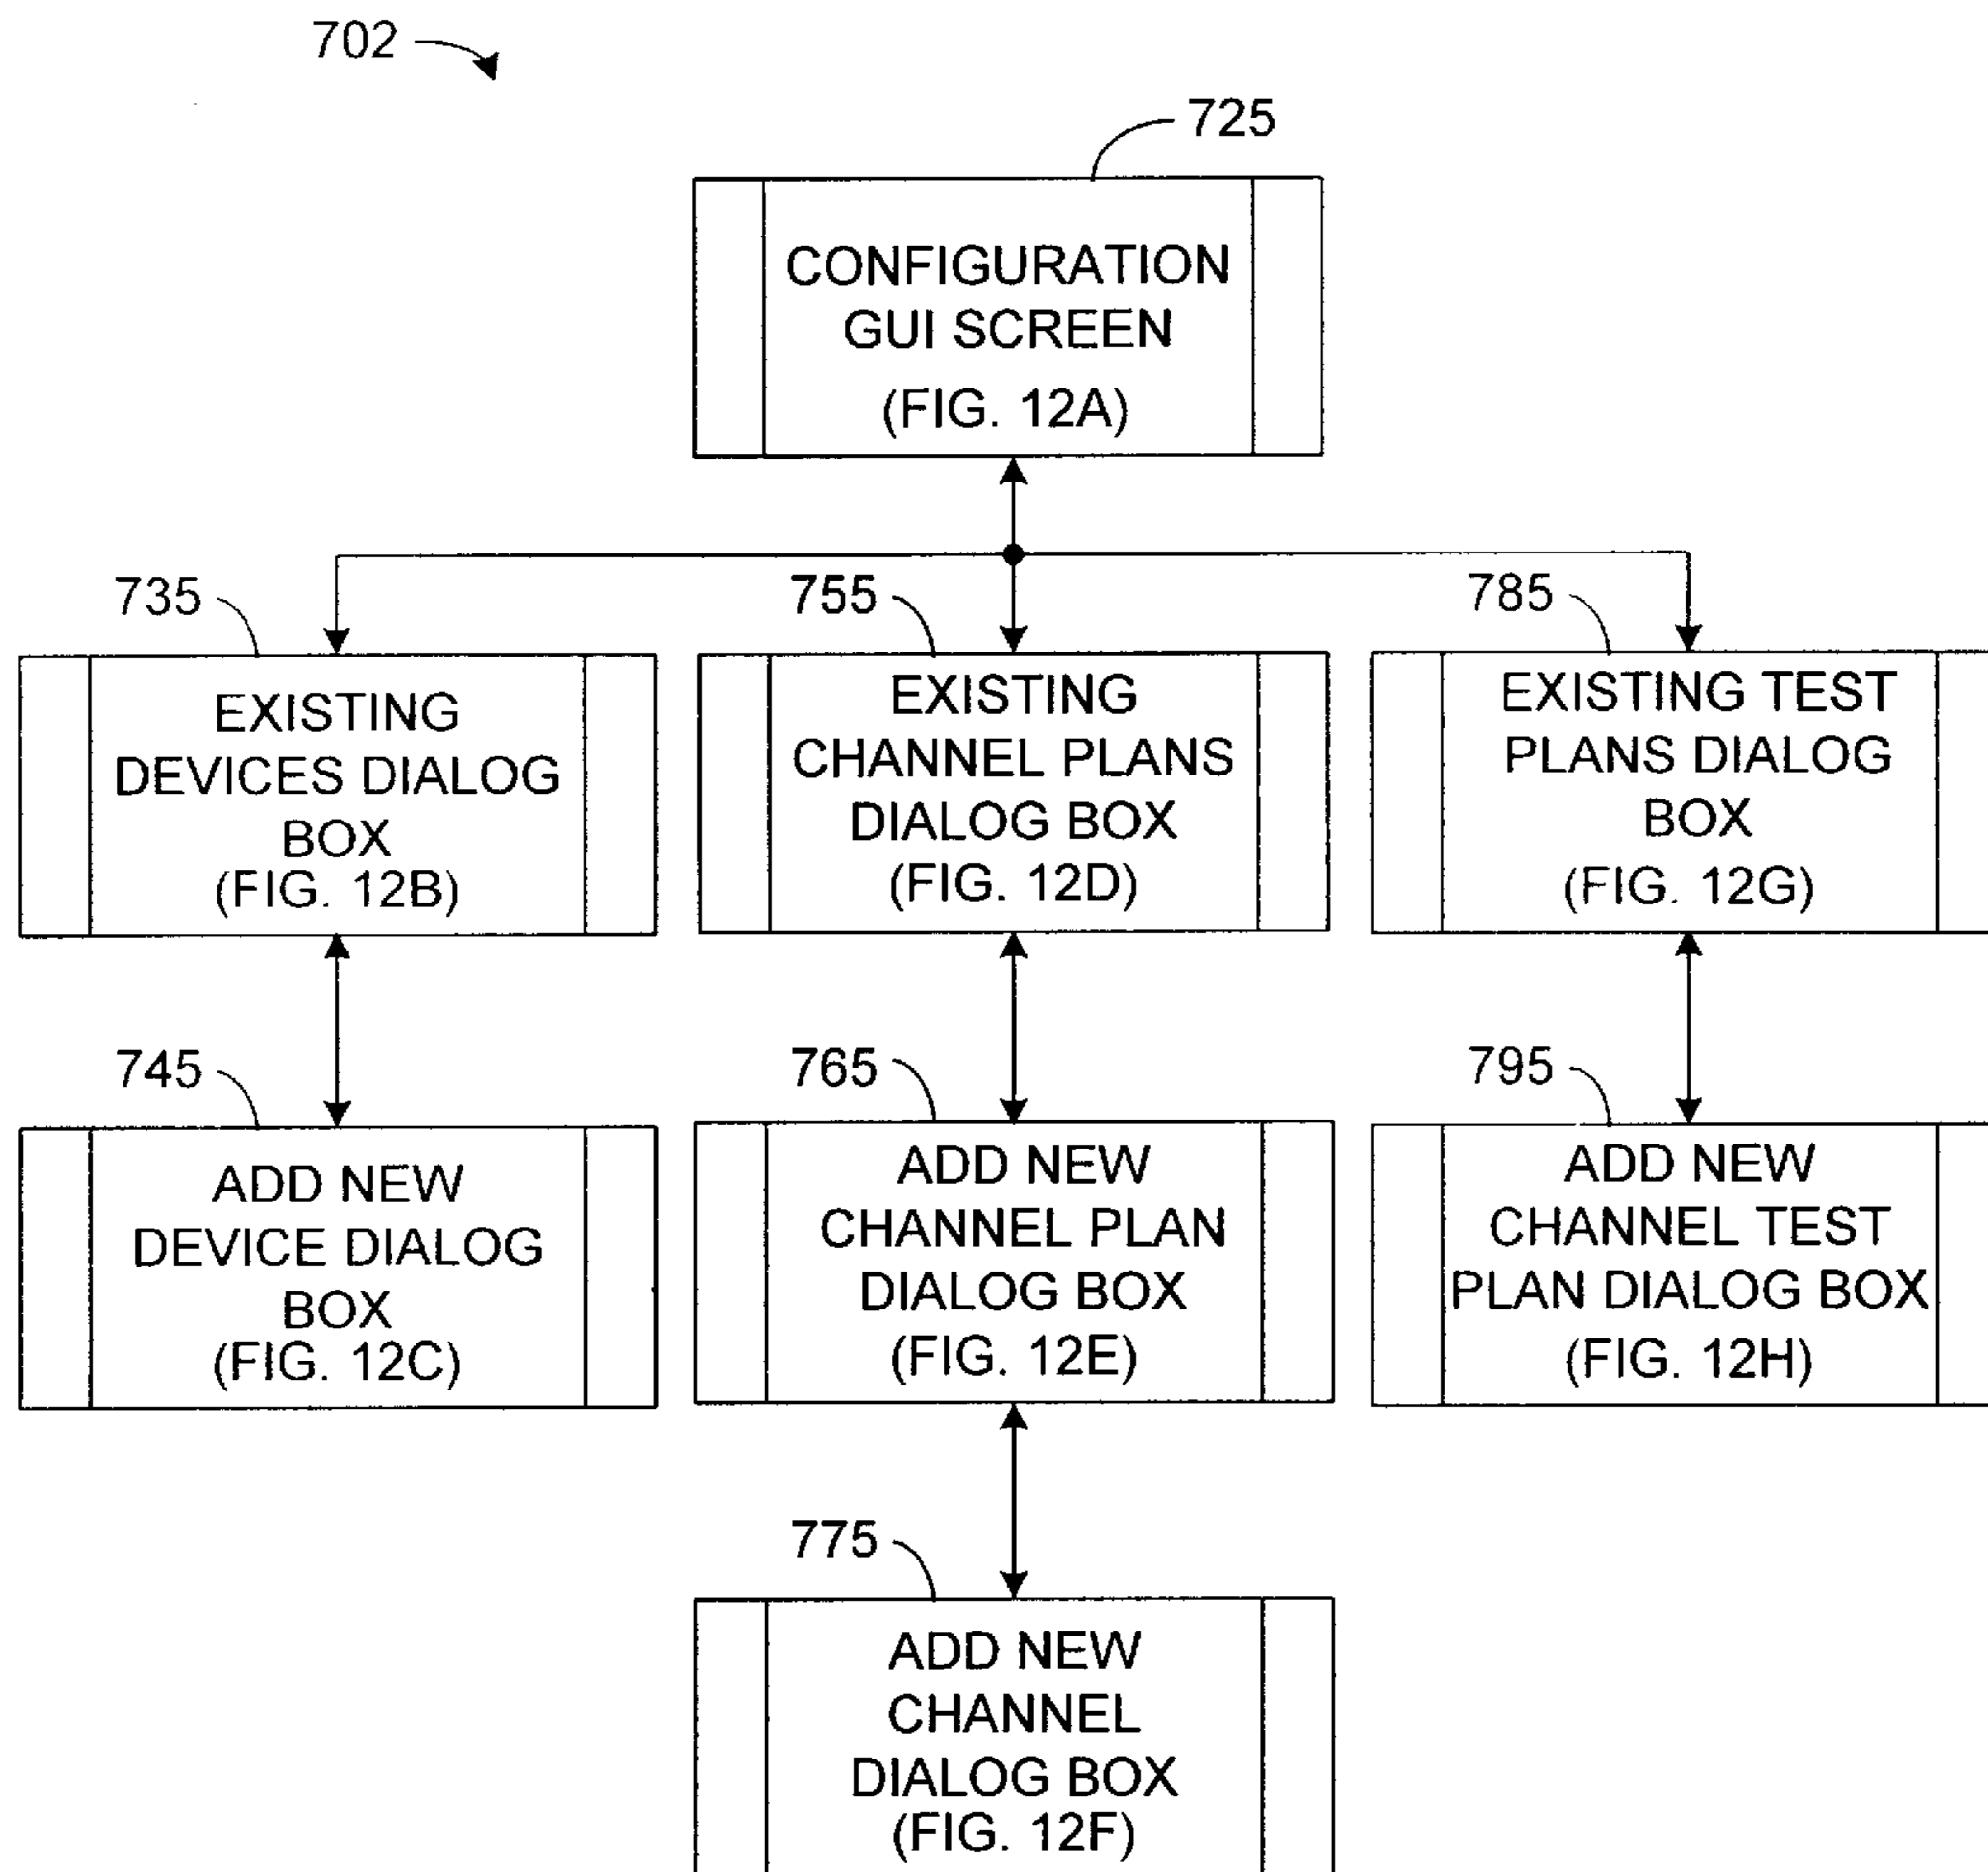 702
725
CONFIGURATION
GUI SCREEN
(FIG. 12A)
735
EXISTING
DEVICES DIALOG
BOX
(FIG. 12B)
755
EXISTING
CHANNEL PLANS
DIALOG BOX
(FIG. 12D)
785
EXISTING TEST
PLANS DIALOG
BOX
(FIG. 12G)
745
ADD NEW
DEVICE DIALOG
BOX
(FIG. 12C)
765
ADD NEW
CHANNEL PLAN
DIALOG BOX
(FIG. 12E)
795
ADD NEW
CHANNEL TEST
PLAN DIALOG BOX
(FIG. 12H)
775
ADD NEW
CHANNEL
DIALOG BOX
(FIG. 12F)